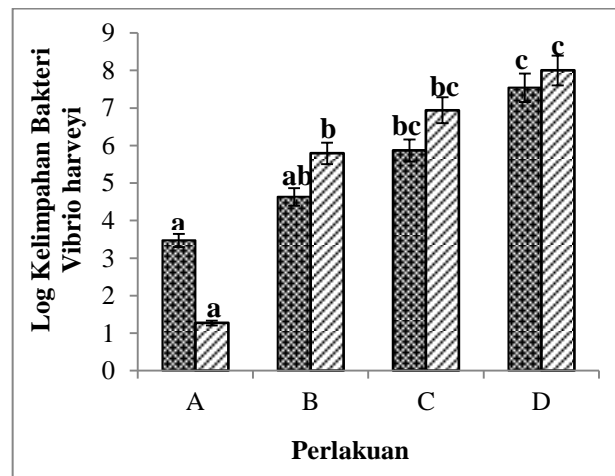 Log Kelimpahan Bakteri
Vibrio harveyi
9
8
7
6
5
4
3
2
1
0
a
a
ab
b
bc
bc
c
c
A
B
C
D
Perlakuan